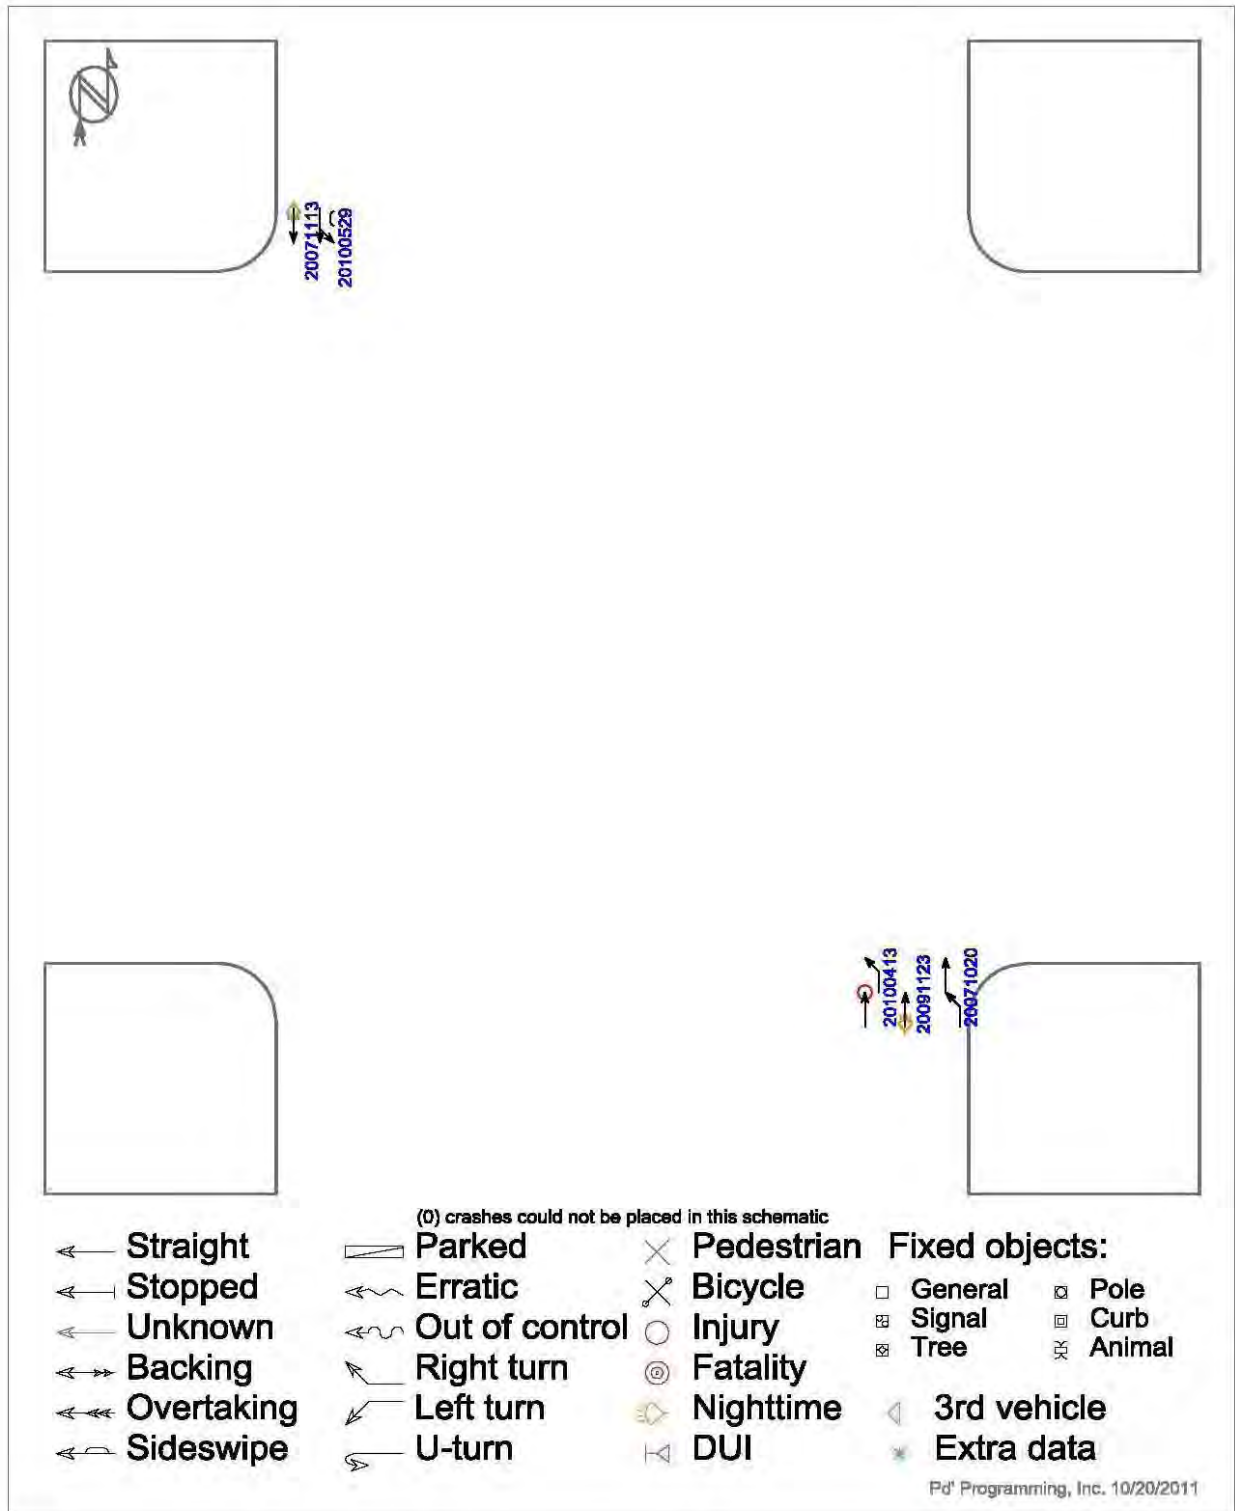 20071113
20100529
20100413
20091123
20071020
(0) crashes could not be placed in this schematic
Straight Parked Pedestrian Fixed objects:
Stopped Erratic Bicycle General Pole
Unknown Out of control Injury Signal Curb
Backing Right turn Fatality Tree Animal
Overtaking Left turn Nighttime 3rd vehicle
Sideswipe U-turn DUI Extra data
Pd' Programming, Inc. 10/20/2011